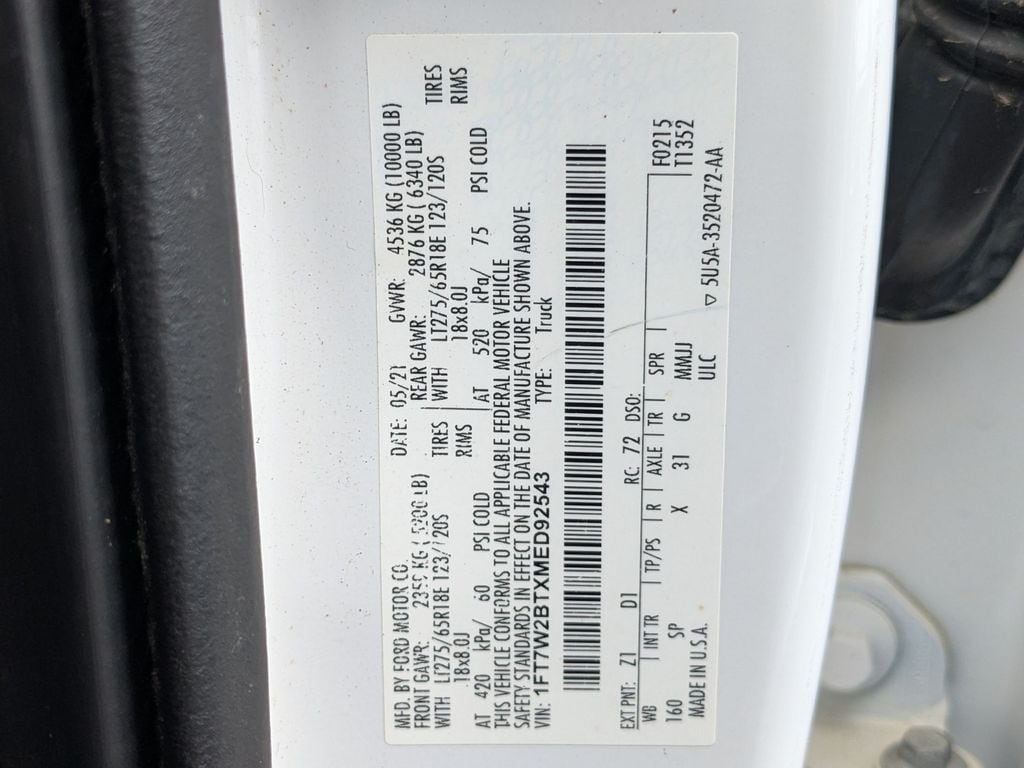 MFD. BY FORD MOTOR CO. DATE: 05/21 GVWR: 4536 KG (10000 LB)
FRONT GAWR: 2359 KG (5200 LB) REAR GAWR: 2876 KG ( 6340 LB)
WITH LT275/65R18E 123/120S TIRES WITH LT275/65R18E 123/120S TIRES
18x8.0J RIMS 18x8.0J RIMS
AT 420 kPa/ 60 PSI COLD AT 520 kPa/ 75 PSI COLD
THIS VEHICLE CONFORMS TO ALL APPLICABLE FEDERAL MOTOR VEHICLE
SAFETY STANDARDS IN EFFECT ON THE DATE OF MANUFACTURE SHOWN ABOVE.
VIN: 1FT7W2BTXMED92543 TYPE: Truck
EXT PNT: Z1 D1 RC: 72 DSO: F0215
WB INT TR TP/PS R AXLE TR SPR T1352
160 SP X 31 G MMJJ
MADE IN U.S.A. ULC ▽ 5U5A-3520472-AA